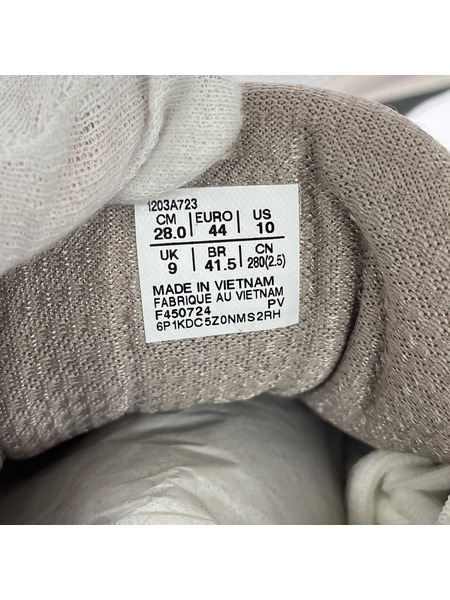 1203A723
CM EURO US
28.0 44 10
UK BR CN
9 41.5 280(2.5)
MADE IN VIETNAM
FABRIQUE AU VIETNAM
F450724 PV
6P1KDC5Z0NMS2RH